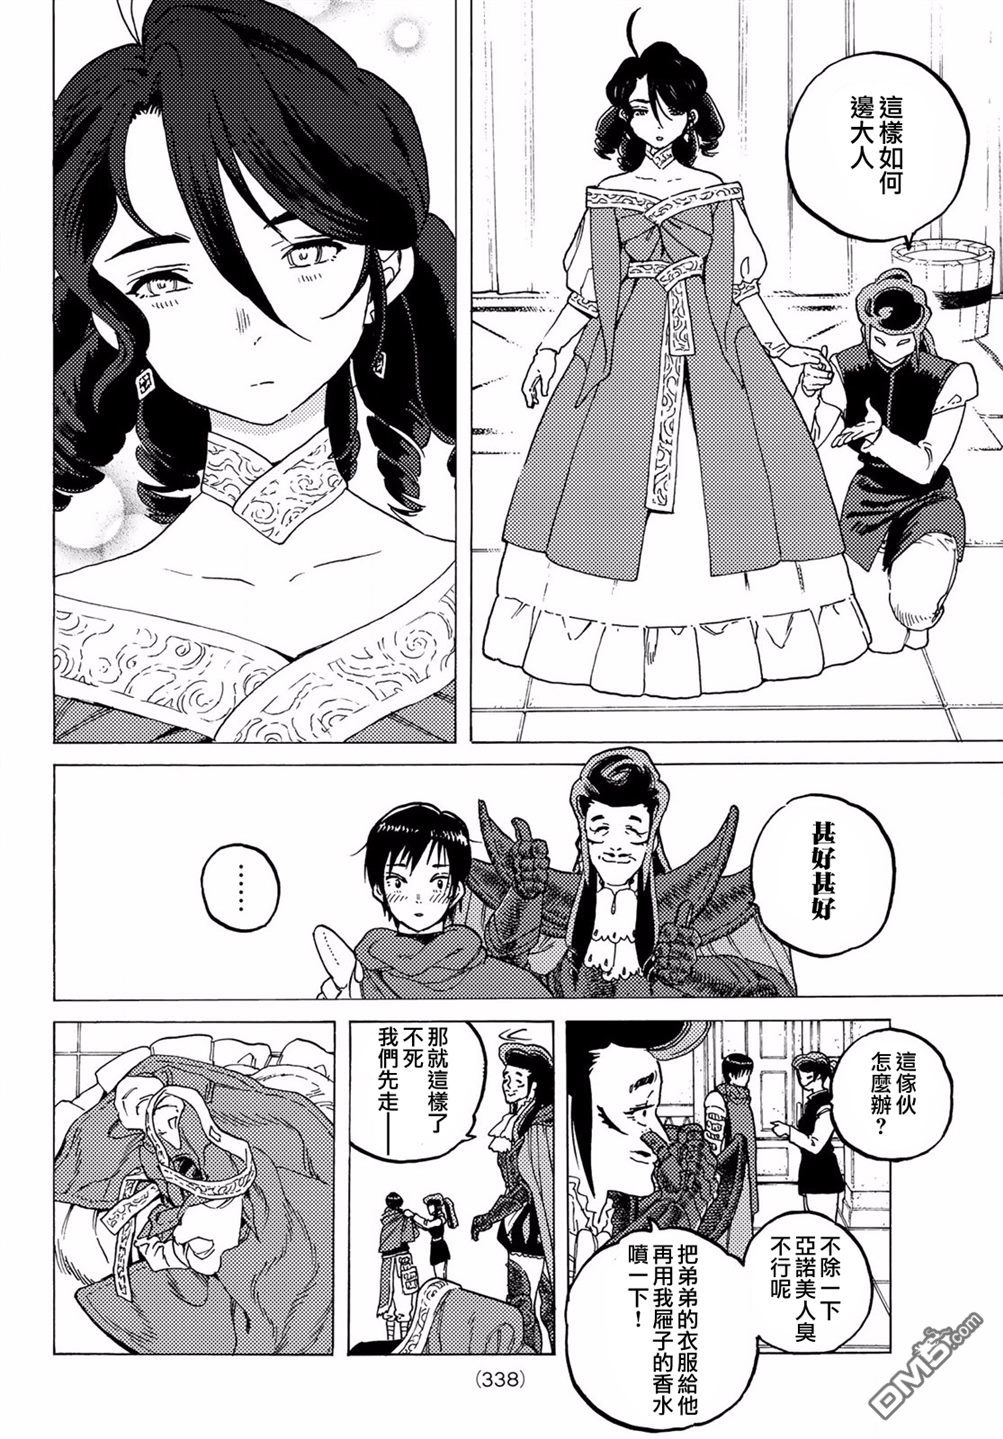 這樣如何
邊大人
甚好甚好
⋯⋯
這傢伙
怎麼辦?
不除一下
亞諾美人臭
不行呢
把弟弟的衣服給他
再用我屜子的香水
噴一下!
那就這樣了
不死
我們先走——
(338)
DM5.com